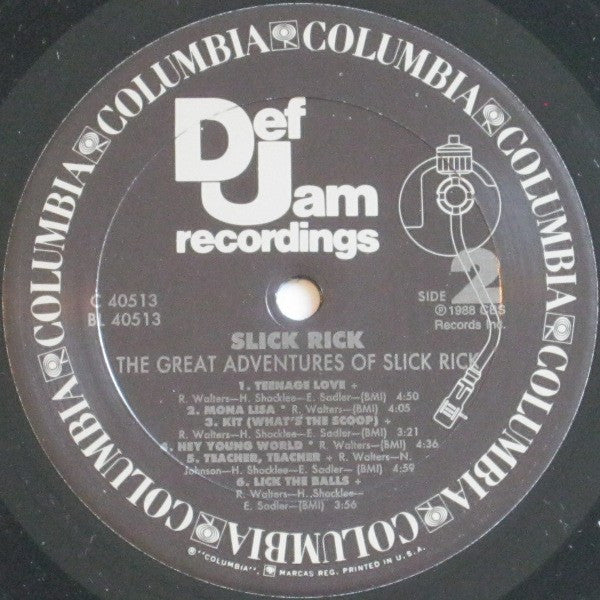 COLUMBIA COLUMBIA COLUMBIA COLUMBIA COLUMBIA COLUMBIA COLUMBIA COLUMBIA
Def
Jam
recordings
C 40513
BL 40513
SIDE 2
℗1988 CBS
Records Inc.
SLICK RICK
THE GREAT ADVENTURES OF SLICK RICK
1. TEENAGE LOVE +
R. Walters—H. Shocklee—E. Sadler—(BMI) 4:50
2. MONA LISA * R. Walters—(BMI) 4:05
3. KIT (WHAT'S THE SCOOP) +
R. Walters—H. Shocklee—E. Sadler—(BMI) 3:21
4. HEY YOUNG WORLD * R. Walters—(BMI) 4:36
5. TEACHER, TEACHER + R. Walters—N.
Johnson—H. Shocklee—E. Sadler—(BMI) 4:59
6. LICK THE BALLS +
R. Walters—H. Shocklee—
E. Sadler—(BMI) 3:56
®"COLUMBIA", MARCAS REG. PRINTED IN U.S.A.